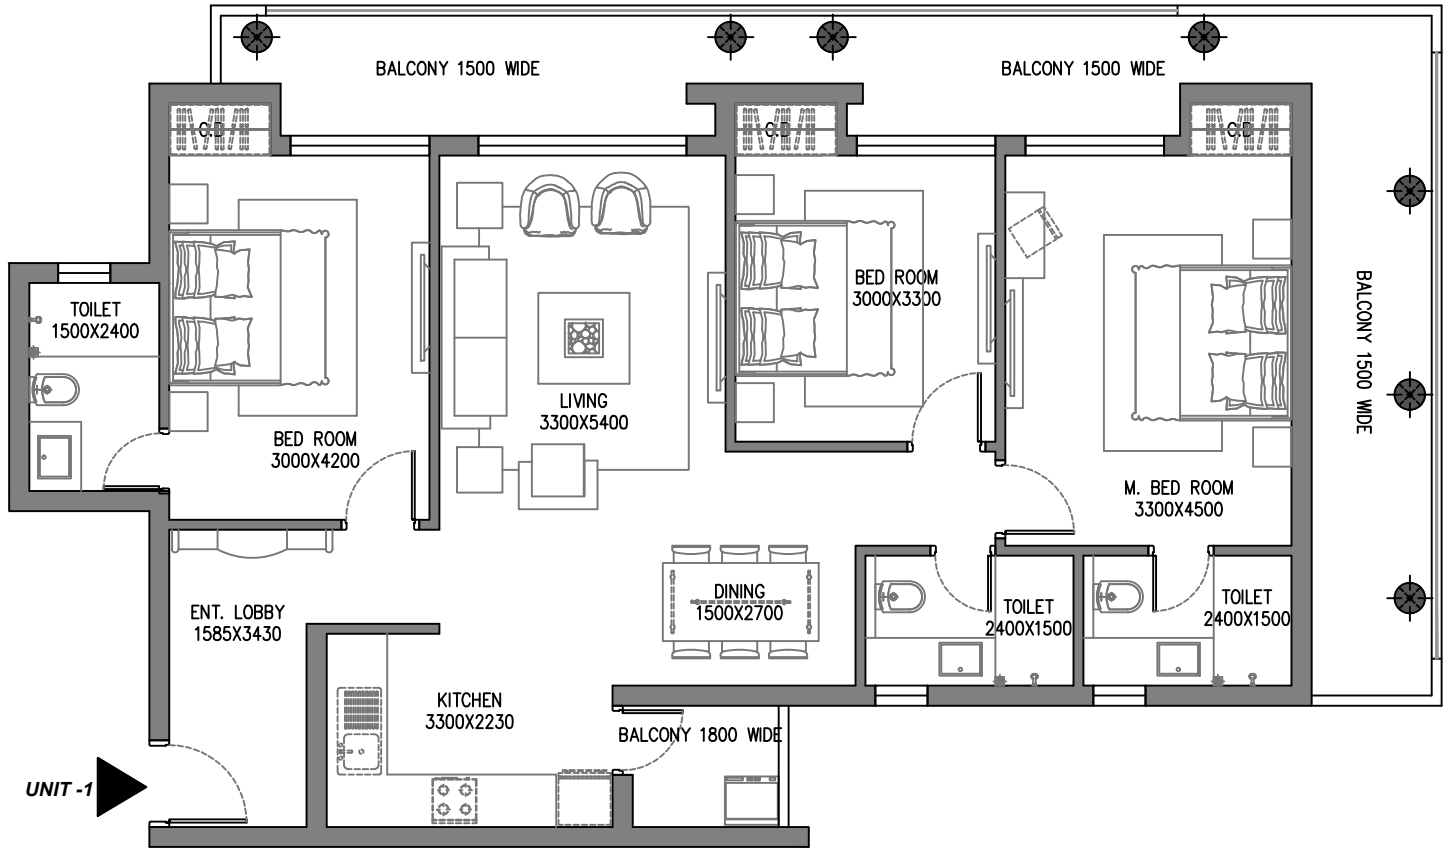 BALCONY 1500 WIDE
BALCONY 1500 WIDE
C.B
C.B
C.B
TOILET
1500X2400
BED ROOM
3000X4200
LIVING
3300X5400
BED ROOM
3000X3300
M. BED ROOM
3300X4500
BALCONY 1500 WIDE
ENT. LOBBY
1585X3430
DINING
1500X2700
TOILET
2400X1500
TOILET
2400X1500
KITCHEN
3300X2230
BALCONY 1800 WIDE
UNIT -1